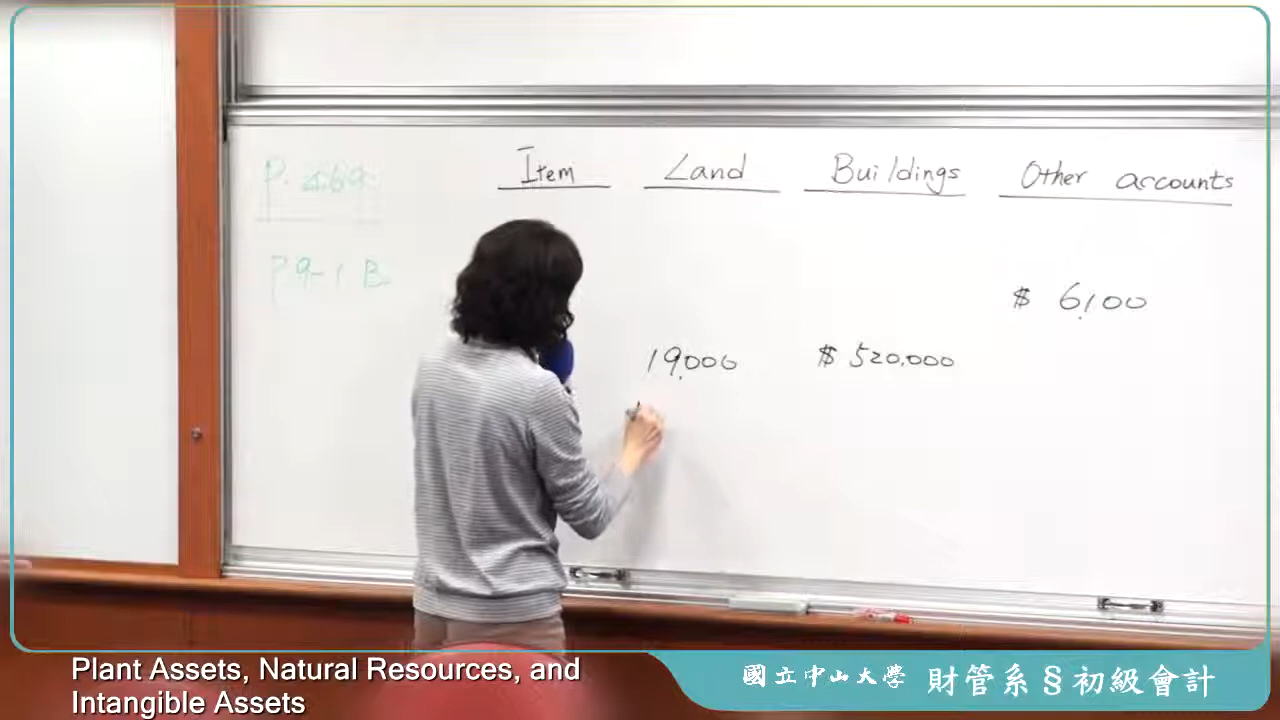 P. 469
P9-1 B
Item Land Buildings Other accounts
$ 6,100
19,000 $ 520,000
Plant Assets, Natural Resources, and
Intangible Assets
國立中山大學 財管系§初級會計